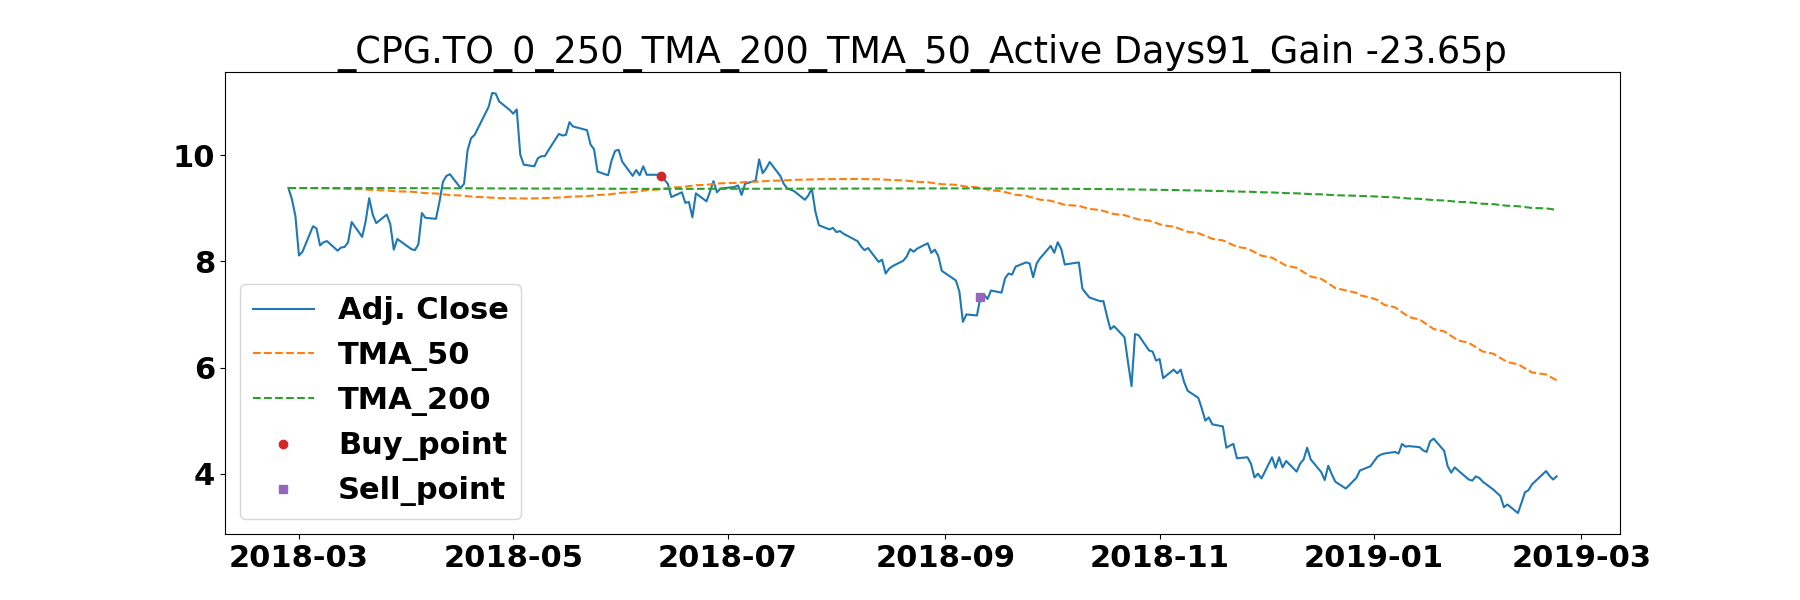 _CPG.TO_0_250_TMA_200_TMA_50_Active Days91_Gain -23.65p
10
8
6
4
Adj. Close
TMA_50
TMA_200
Buy_point
Sell_point
2018-03 2018-05 2018-07 2018-09 2018-11 2019-01 2019-03